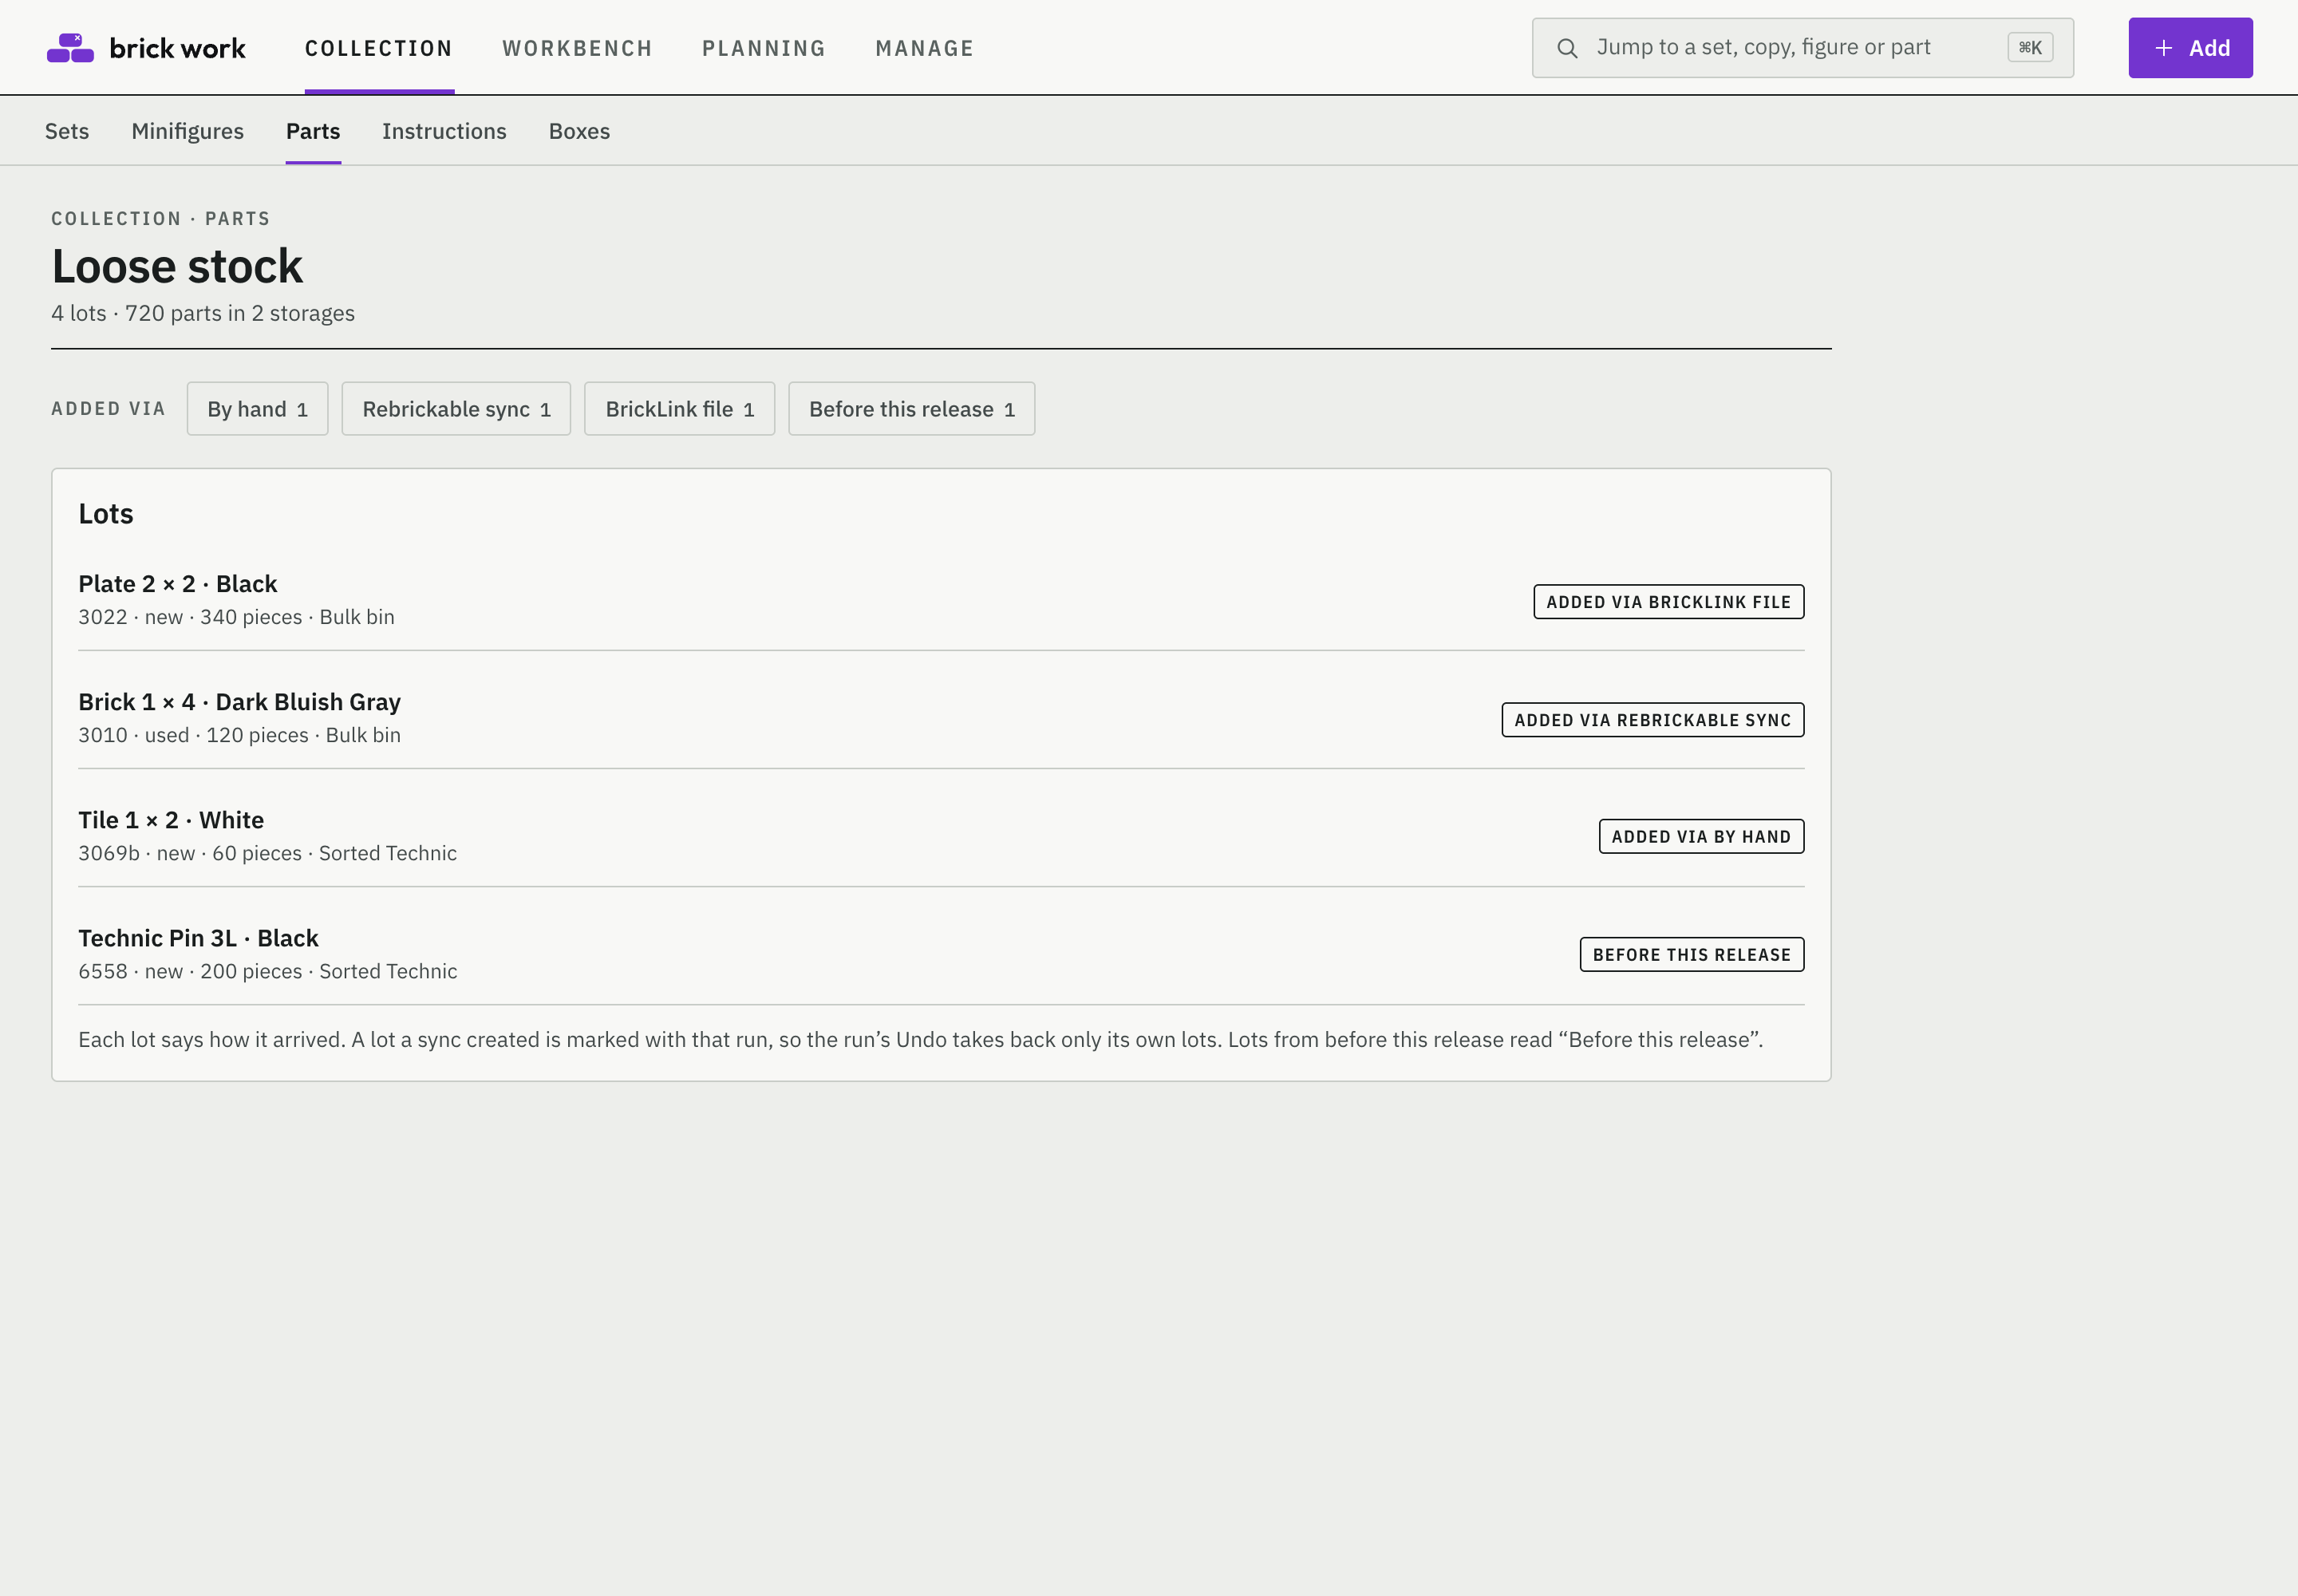 brick work
COLLECTION
WORKBENCH
PLANNING
MANAGE
Jump to a set, copy, figure or part
⌘K
+ Add
Sets
Minifigures
Parts
Instructions
Boxes
COLLECTION · PARTS
Loose stock
4 lots · 720 parts in 2 storages
ADDED VIA
By hand 1
Rebrickable sync 1
BrickLink file 1
Before this release 1
Lots
Plate 2 × 2 · Black
3022 · new · 340 pieces · Bulk bin
ADDED VIA BRICKLINK FILE
Brick 1 × 4 · Dark Bluish Gray
3010 · used · 120 pieces · Bulk bin
ADDED VIA REBRICKABLE SYNC
Tile 1 × 2 · White
3069b · new · 60 pieces · Sorted Technic
ADDED VIA BY HAND
Technic Pin 3L · Black
6558 · new · 200 pieces · Sorted Technic
BEFORE THIS RELEASE
Each lot says how it arrived. A lot a sync created is marked with that run, so the run’s Undo takes back only its own lots. Lots from before this release read “Before this release”.